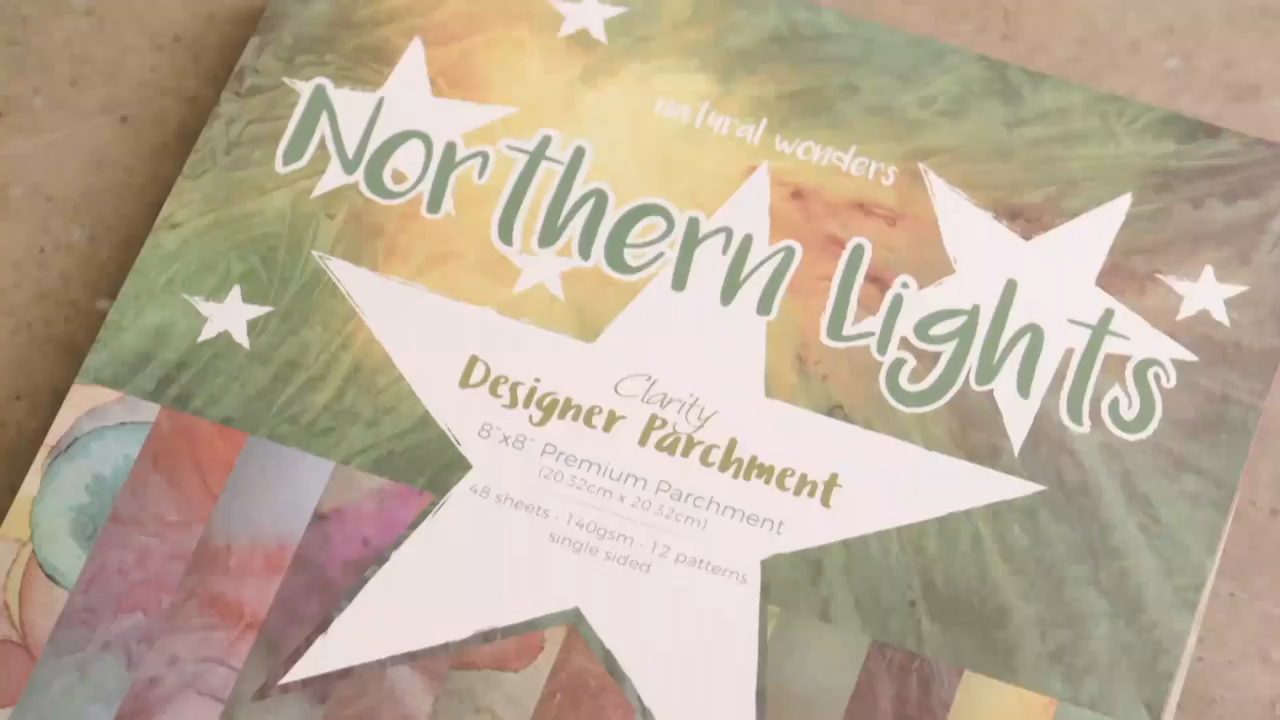 natural wonders
Northern Lights
Clarity
Designer Parchment
8"x8" Premium Parchment
(20.32cm x 20.32cm)
48 sheets · 140gsm · 12 patterns
single sided